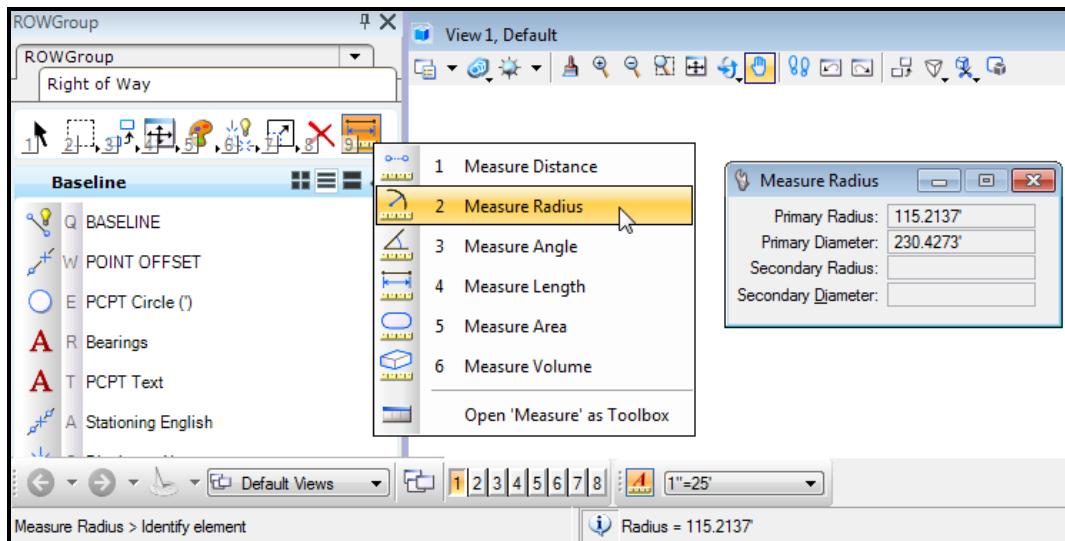 ROWGroup
ROWGroup
Right of Way
1 2 3 4 5 6 7 8 9
Baseline
Q BASELINE
W POINT OFFSET
E PCPT Circle (')
A R Bearings
A T PCPT Text
A Stationing English
View 1, Default
1 Measure Distance
2 Measure Radius
3 Measure Angle
4 Measure Length
5 Measure Area
6 Measure Volume
Open 'Measure' as Toolbox
Measure Radius
Primary Radius: 115.2137'
Primary Diameter: 230.4273'
Secondary Radius:
Secondary Diameter:
Default Views
1 2 3 4 5 6 7 8
A
1"=25'
Measure Radius > Identify element
Radius = 115.2137'